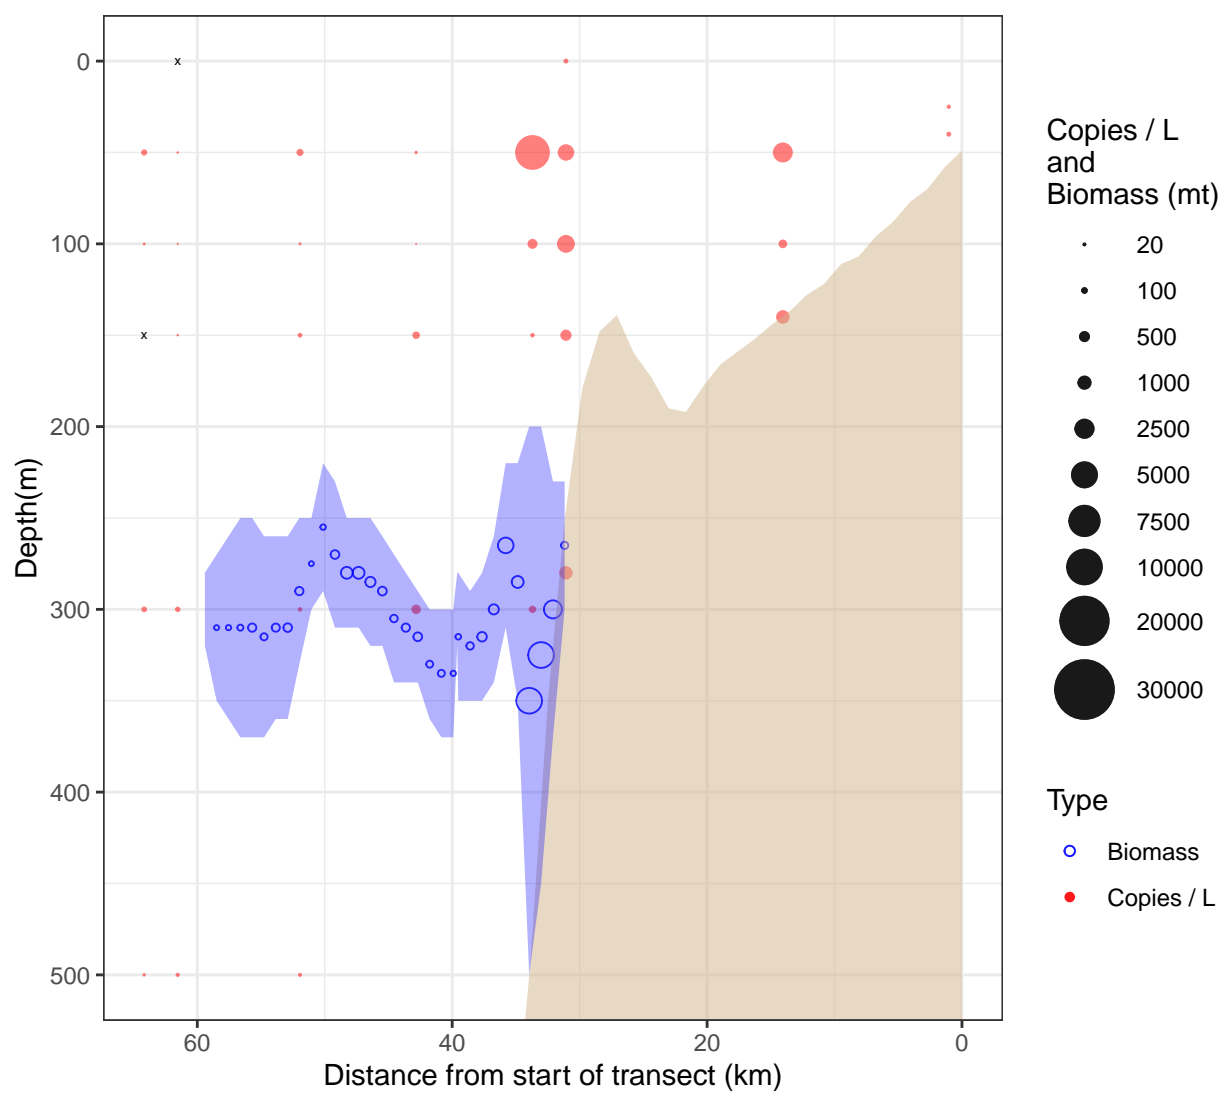 0
100
200
300
400
500
Depth(m)
x
x
60
40
20
0
Distance from start of transect (km)
Copies / L
and
Biomass (mt)
20
100
500
1000
2500
5000
7500
10000
20000
30000
Type
Biomass
Copies / L